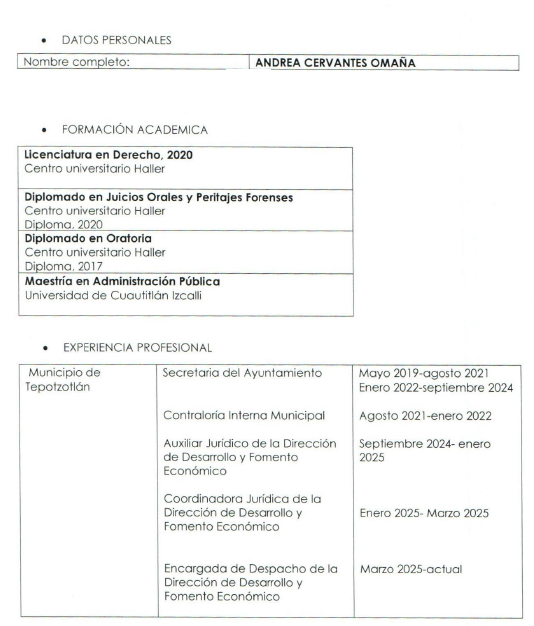 • DATOS PERSONALES
Nombre completo: ANDREA CERVANTES OMAÑA
• FORMACIÓN ACADEMICA
Licenciatura en Derecho, 2020
Centro universitario Haller
Diplomado en Juicios Orales y Peritajes Forenses
Centro universitario Haller
Diploma, 2020
Diplomado en Oratoria
Centro universitario Haller
Diploma, 2017
Maestría en Administración Pública
Universidad de Cuautitlán Izcalli
• EXPERIENCIA PROFESIONAL
Municipio de
Tepotzotlán
Secretaria del Ayuntamiento
Mayo 2019-agosto 2021
Enero 2022-septiembre 2024
Contraloría Interna Municipal
Agosto 2021-enero 2022
Auxiliar Jurídico de la Dirección
de Desarrollo y Fomento
Económico
Septiembre 2024- enero
2025
Coordinadora Jurídica de la
Dirección de Desarrollo y
Fomento Económico
Enero 2025- Marzo 2025
Encargada de Despacho de la
Dirección de Desarrollo y
Fomento Económico
Marzo 2025-actual